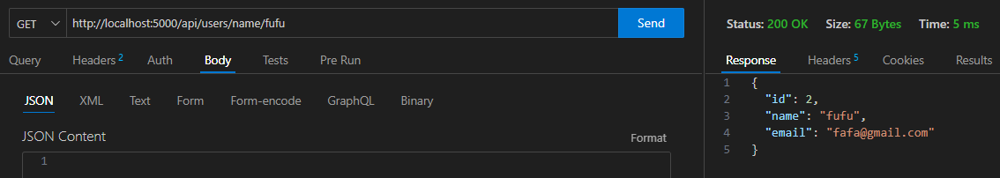 GET http://localhost:5000/api/users/name/fufu Send
Query Headers 2 Auth Body Tests Pre Run
JSON XML Text Form Form-encode GraphQL Binary
JSON Content Format
1
Status: 200 OK Size: 67 Bytes Time: 5 ms
Response Headers 5 Cookies Results
1 {
2 "id": 2,
3 "name": "fufu",
4 "email": "fafa@gmail.com"
5 }